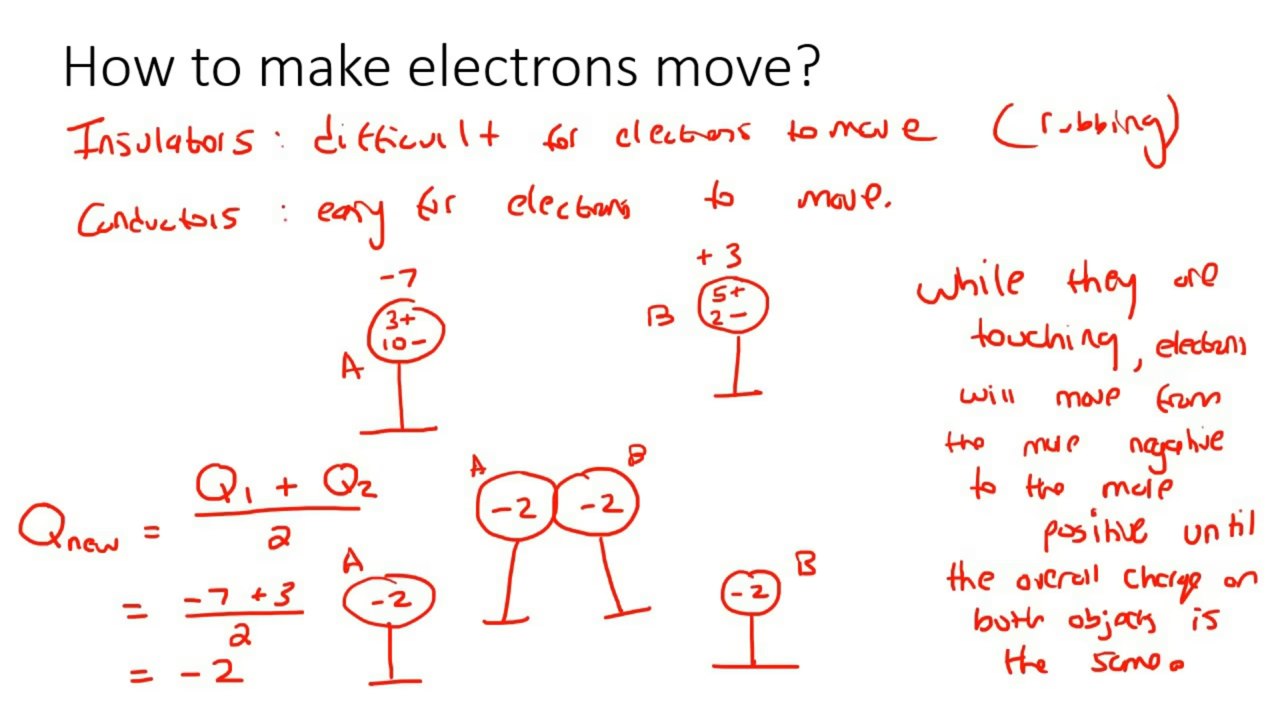 How to make electrons move?
Insulators : difficult for electrons to move (rubbing)
Conductors : easy for electrons to move.
-7
3+
10-
A
+3
5+
2-
B
while they are
touching, electrons
will move from
the more negative
to the more
positive until
the overall charge on
both objects is
the same.
Qnew = Q1 + Q2
2
= -7 +3
2
= -2
A B
-2 -2
A
-2
B
-2